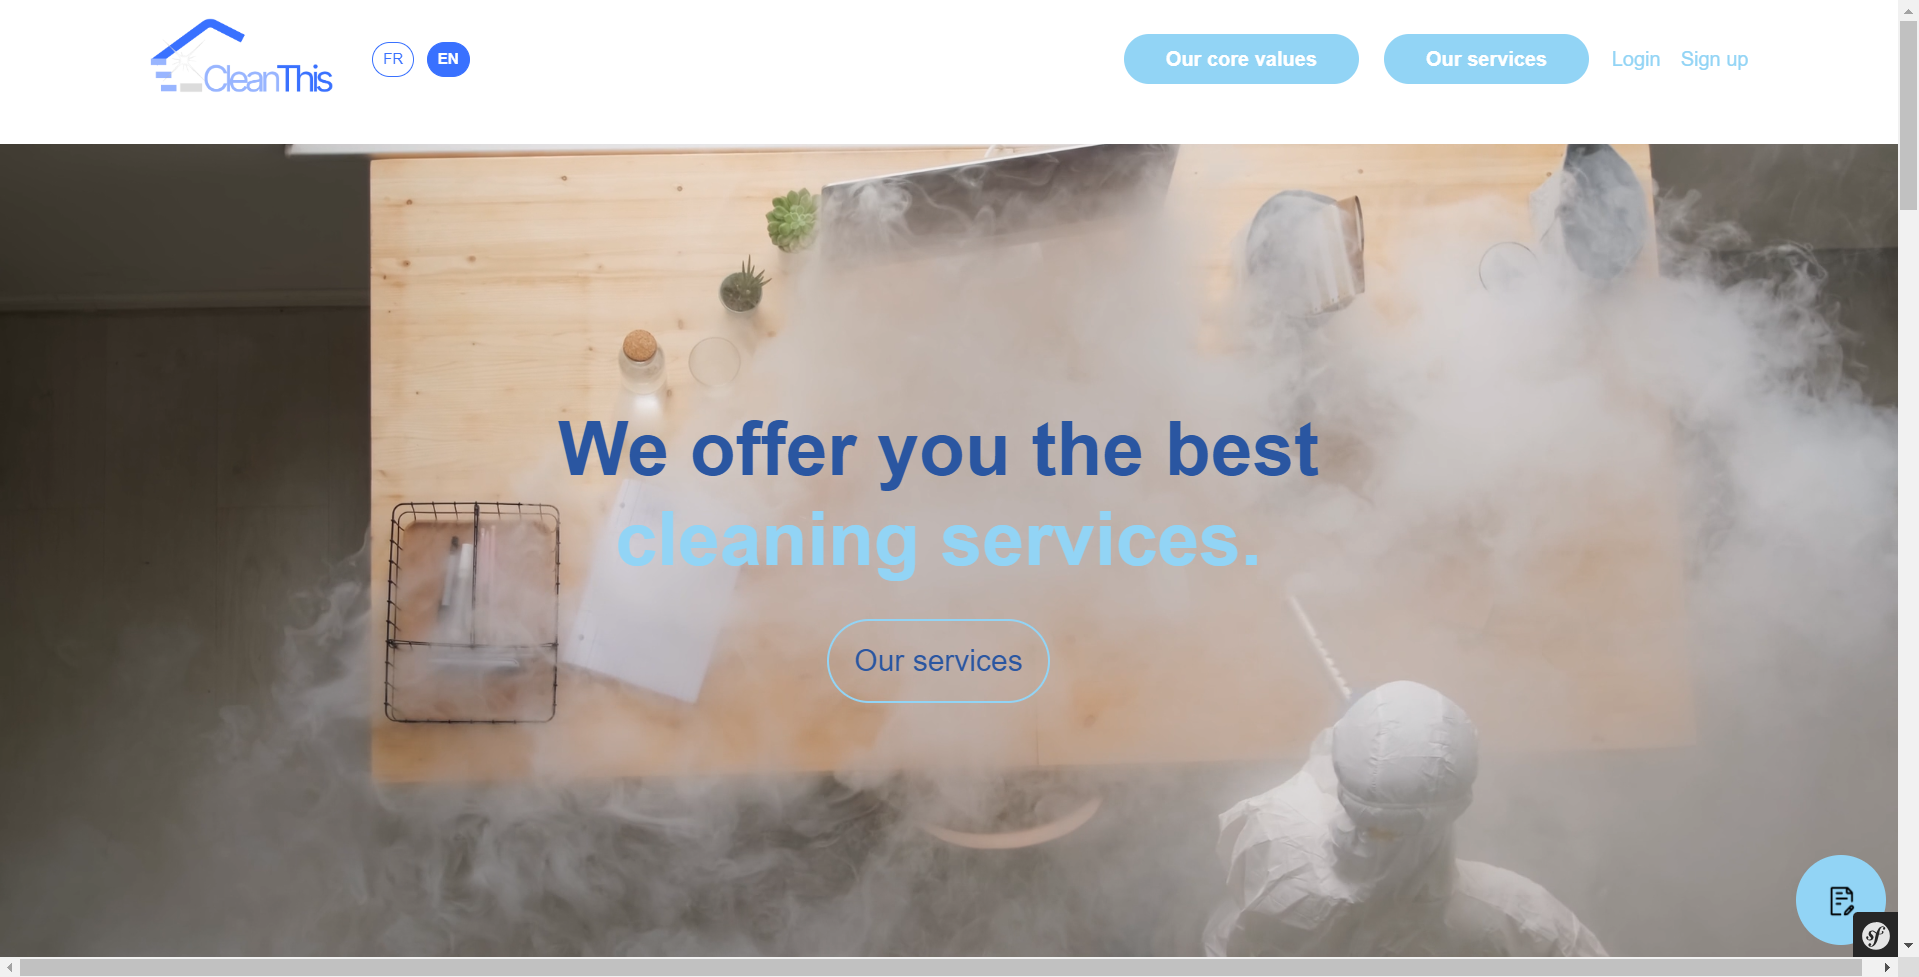 CleanThis
FR
EN
Our core values
Our services
Login
Sign up
We offer you the best
cleaning services.
Our services
sf